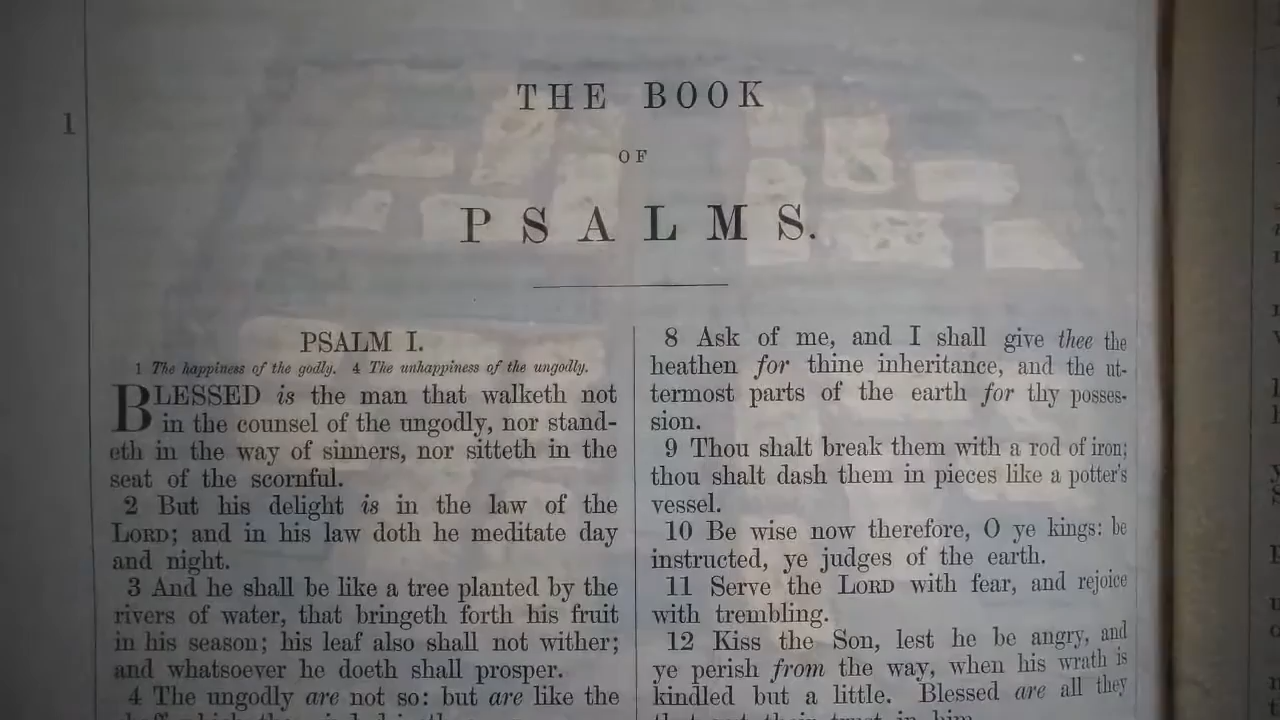 1
THE BOOK
OF
PSALMS.
PSALM I.
1 The happiness of the godly. 4 The unhappiness of the ungodly.
BLESSED is the man that walketh not
in the counsel of the ungodly, nor stand-
eth in the way of sinners, nor sitteth in the
seat of the scornful.
2 But his delight is in the law of the
LORD; and in his law doth he meditate day
and night.
3 And he shall be like a tree planted by the
rivers of water, that bringeth forth his fruit
in his season; his leaf also shall not wither;
and whatsoever he doeth shall prosper.
4 The ungodly are not so: but are like the
8 Ask of me, and I shall give thee the
heathen for thine inheritance, and the ut-
termost parts of the earth for thy posses-
sion.
9 Thou shalt break them with a rod of iron;
thou shalt dash them in pieces like a potter's
vessel.
10 Be wise now therefore, O ye kings: be
instructed, ye judges of the earth.
11 Serve the LORD with fear, and rejoice
with trembling.
12 Kiss the Son, lest he be angry, and
ye perish from the way, when his wrath is
kindled but a little. Blessed are all they